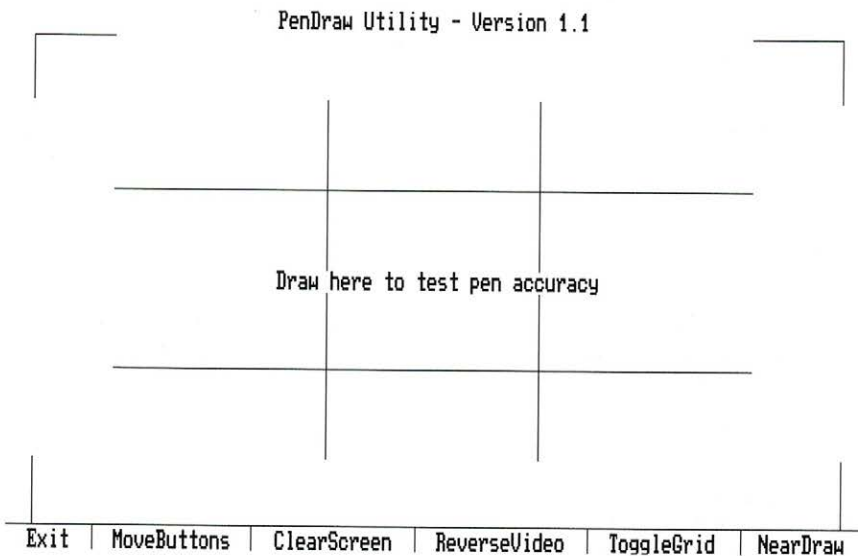 PenDraw Utility - Version 1.1
Draw here to test pen accuracy
Exit | MoveButtons | ClearScreen | ReverseVideo | ToggleGrid | NearDraw